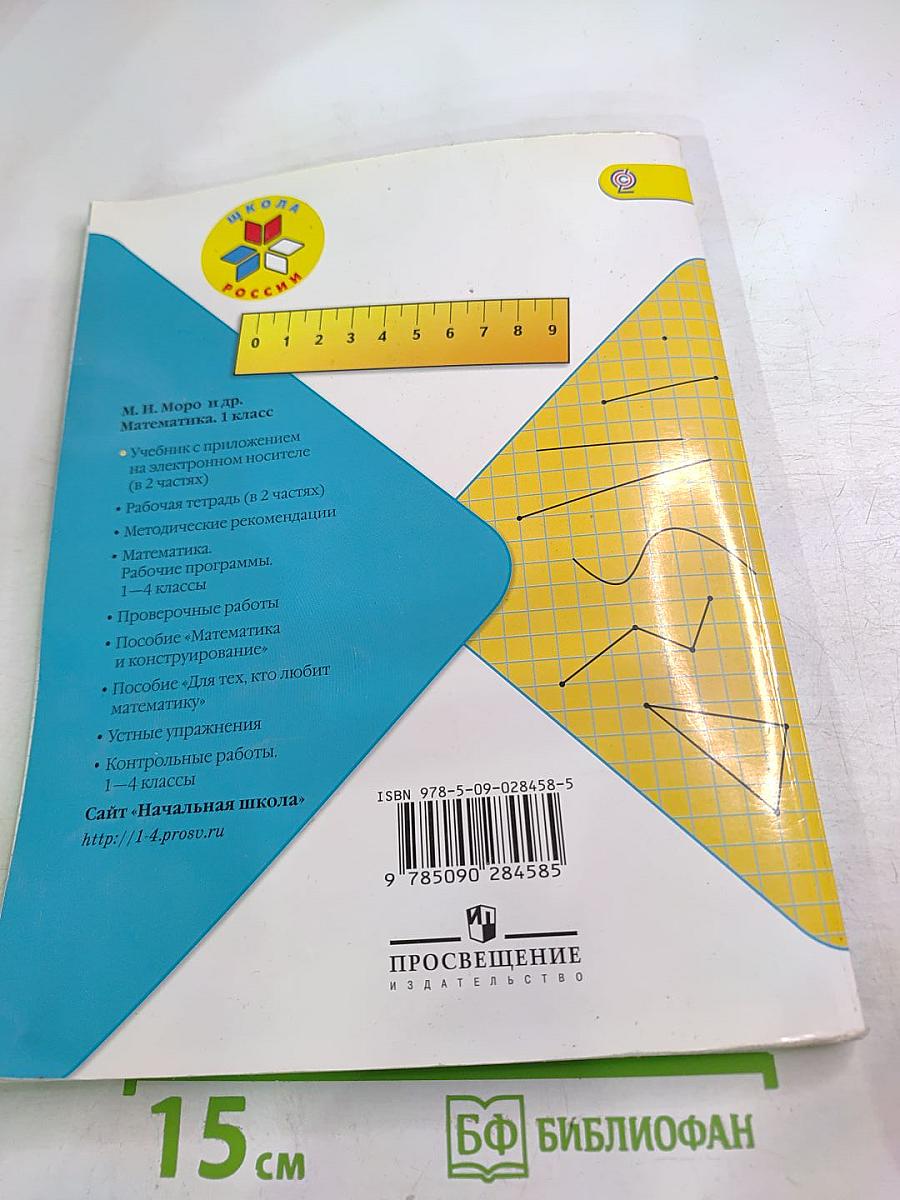 ШКОЛА
РОССИИ
0 1 2 3 4 5 6 7 8 9
М. И. Моро и др.
Математика. 1 класс
• Учебник с приложением
на электронном носителе
(в 2 частях)
• Рабочая тетрадь (в 2 частях)
• Методические рекомендации
• Математика.
Рабочие программы.
1—4 классы
• Проверочные работы
• Пособие «Математика
и конструирование»
• Пособие «Для тех, кто любит
математику»
• Устные упражнения
• Контрольные работы.
1—4 классы
Сайт «Начальная школа»
http://1-4.prosv.ru
ISBN 978-5-09-028458-5
9 785090 284585
ИП
ПРОСВЕЩЕНИЕ
ИЗДАТЕЛЬСТВО
15 см
БФ БИБЛИОФАН